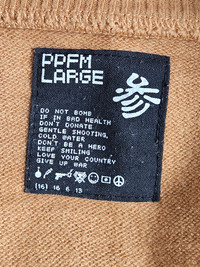 PPFM
LARGE
DO NOT BOMB
IF IN BAD HEALTH
DON'T DONATE
GENTLE SHOOTING,
COLD WATER
DON'T BE A HERO
KEEP SMILING
LOVE YOUR COUNTRY
GIVE UP WAR
(16) 16 6 13